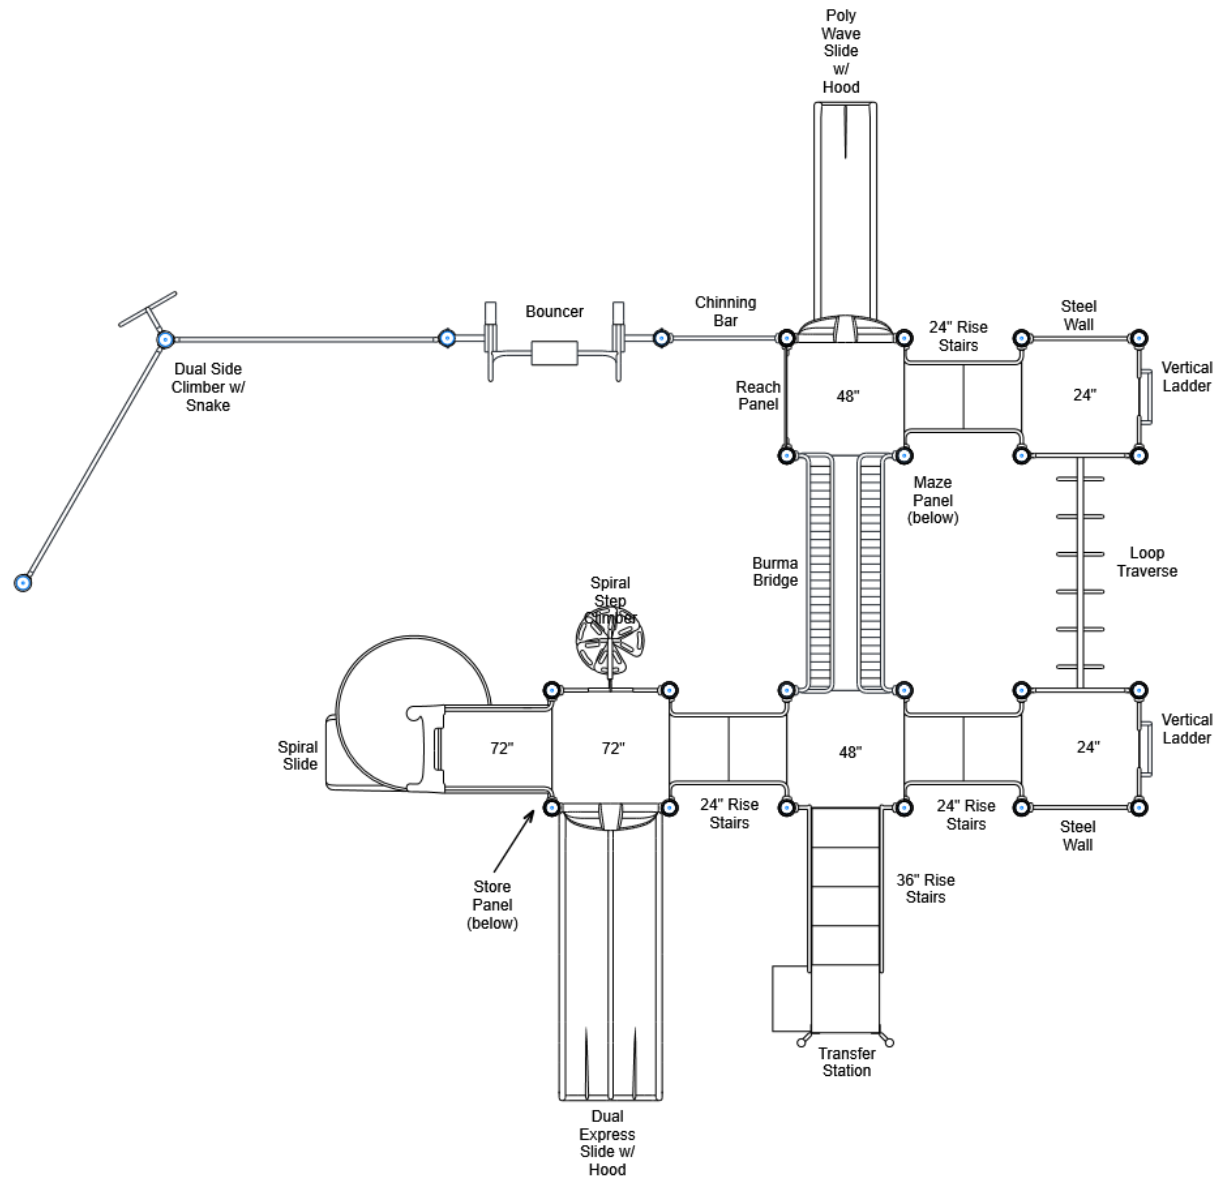 Poly
Wave
Slide
w/
Hood
Bouncer
Chinning
Bar
24" Rise
Stairs
Steel
Wall
Dual Side
Climber w/
Snake
Reach
Panel
48"
24"
Vertical
Ladder
Maze
Panel
(below)
Burma
Bridge
Loop
Traverse
Spiral
Step
Climber
Spiral
Slide
72"
72"
48"
24"
Vertical
Ladder
24" Rise
Stairs
24" Rise
Stairs
Steel
Wall
Store
Panel
(below)
36" Rise
Stairs
Transfer
Station
Dual
Express
Slide w/
Hood